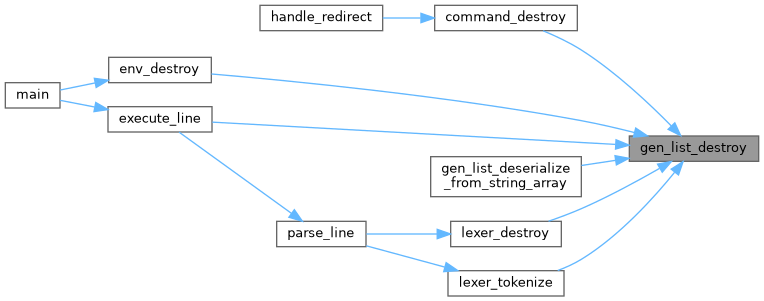 handle_redirect
command_destroy
env_destroy
main
execute_line
gen_list_destroy
gen_list_deserialize
_from_string_array
parse_line
lexer_destroy
lexer_tokenize